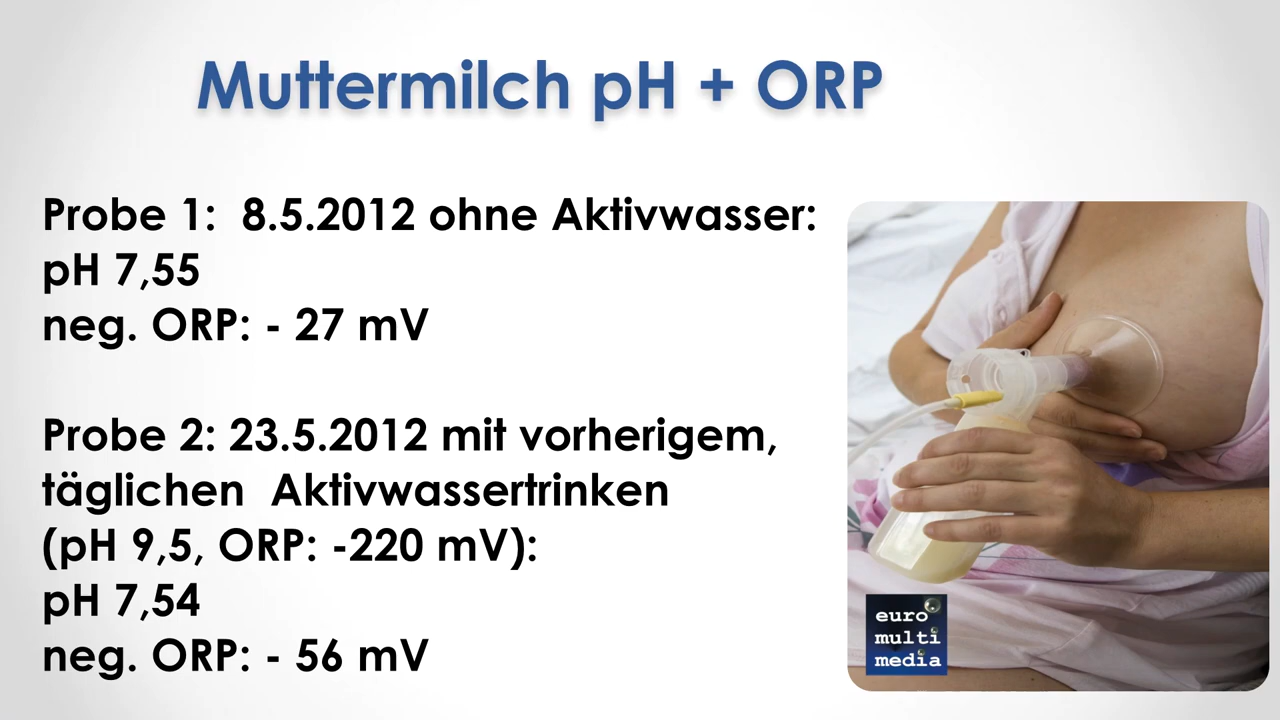 Muttermilch pH + ORP
Probe 1:  8.5.2012 ohne Aktivwasser:
pH 7,55
neg. ORP: - 27 mV
Probe 2: 23.5.2012 mit vorherigem,
täglichen  Aktivwassertrinken
(pH 9,5, ORP: -220 mV):
pH 7,54
neg. ORP: - 56 mV
euro
multi
media